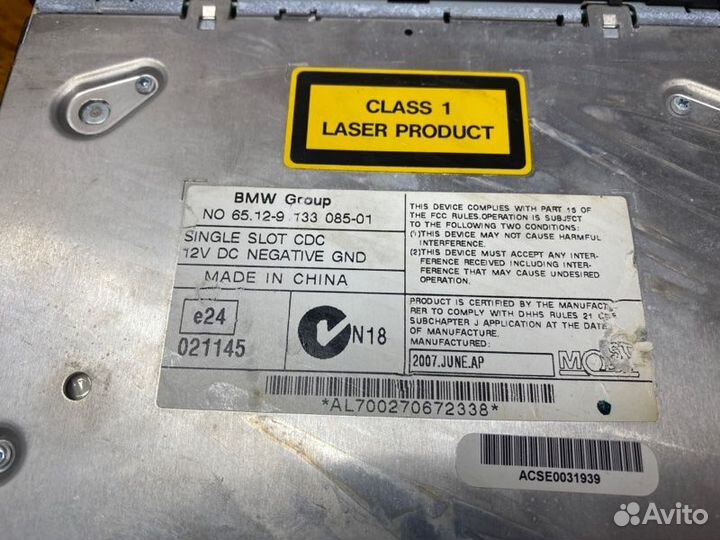 CLASS 1
LASER PRODUCT
BMW Group
NO 65.12-9 133 085-01
SINGLE SLOT CDC
12V DC NEGATIVE GND
MADE IN CHINA
e24
021145
N18
THIS DEVICE COMPLIES WITH PART 15 OF
THE FCC RULES.OPERATION IS SUBJECT
TO THE FOLLOWING TWO CONDITIONS:
(1)THIS DEVICE MAY NOT CAUSE HARMFUL
INTERFERENCE.
(2)THIS DEVICE MUST ACCEPT ANY INTER-
FERENCE RECEIVED INCLUDING INTER-
FERENCE THAT MAY CAUSE UNDESIRED
OPERATION.
PRODUCT IS CERTIFIED BY THE MANUFACTU
RER TO COMPLY WITH DHHS RULES 21
SUBCHAPTER J APPLICATION AT THE DATE
OF MANUFACTURE:
2007.JUNE.AP
*AL700270672338*
ACSE0031939
Avito